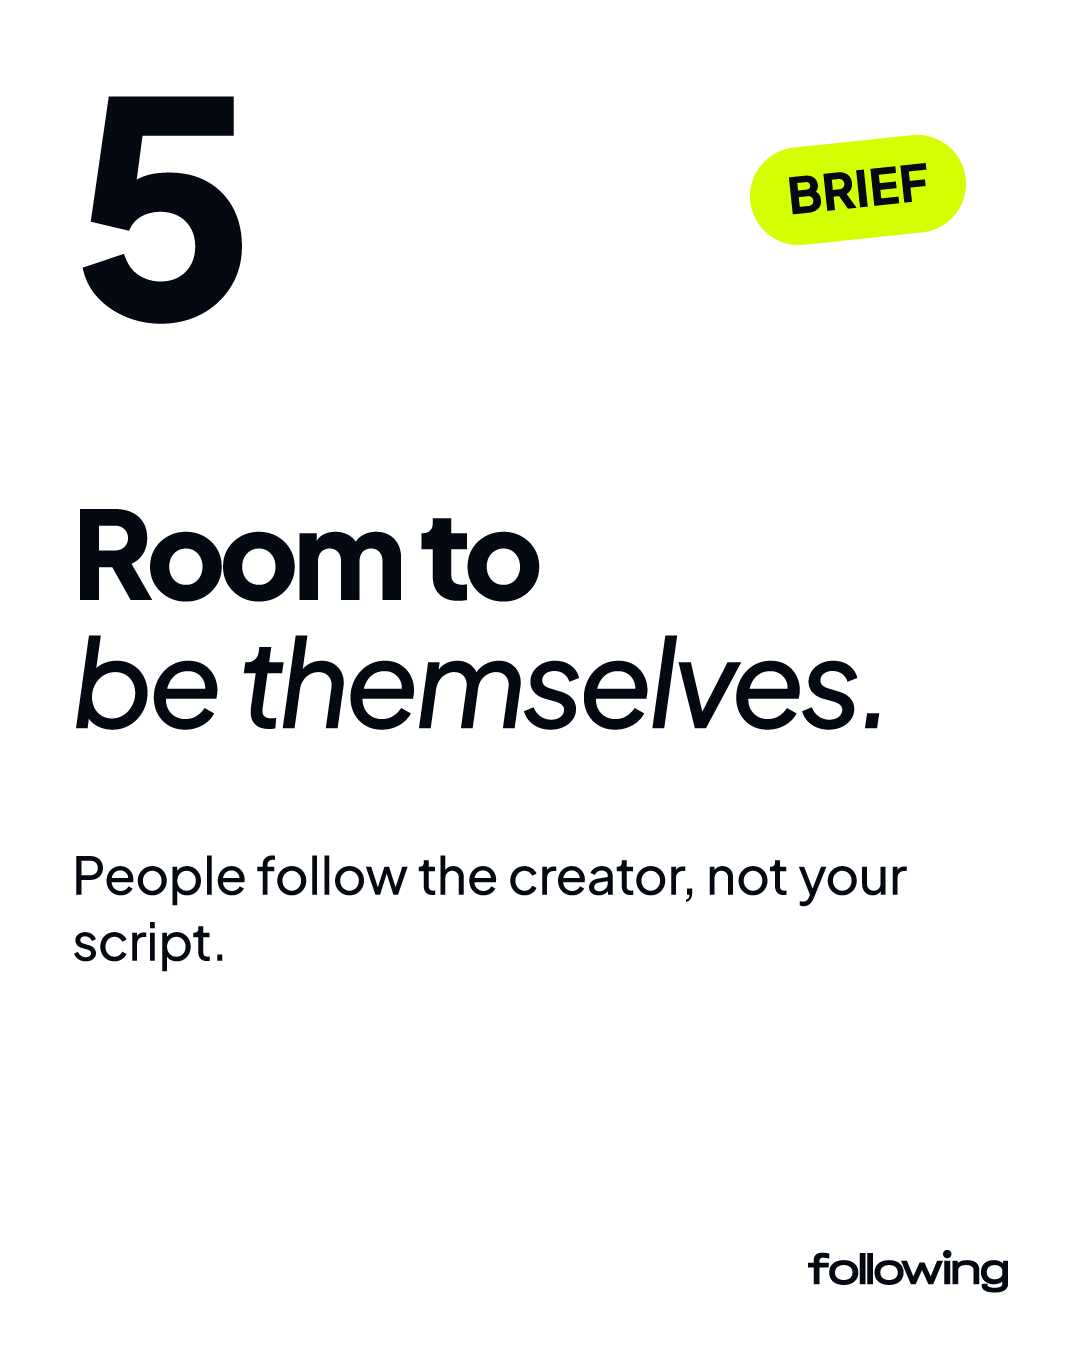 5
BRIEF
Room to
be themselves.
People follow the creator, not your
script.
following